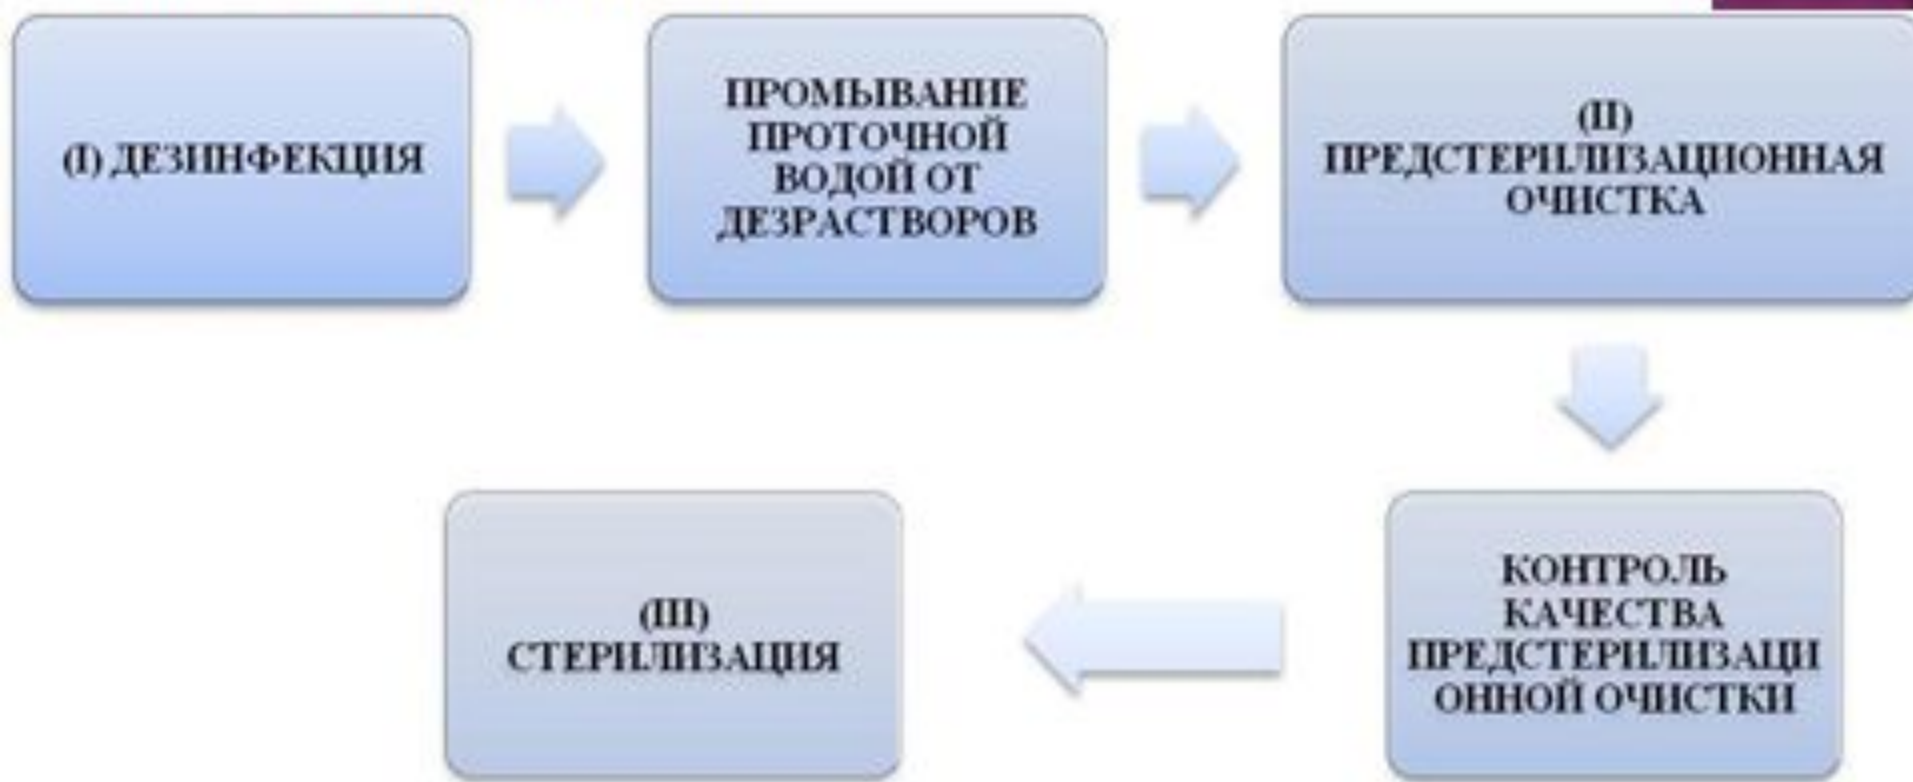 (I) ДЕЗИНФЕКЦИЯ
ПРОМЫВАНИЕ
ПРОТОЧНОЙ
ВОДОЙ ОТ
ДЕЗРАСТВОРОВ
(II)
ПРЕДСТЕРИЛИЗАЦИОННАЯ
ОЧИСТКА
КОНТРОЛЬ
КАЧЕСТВА
ПРЕДСТЕРИЛИЗАЦИ
ОННОЙ ОЧИСТКИ
(III)
СТЕРИЛИЗАЦИЯ